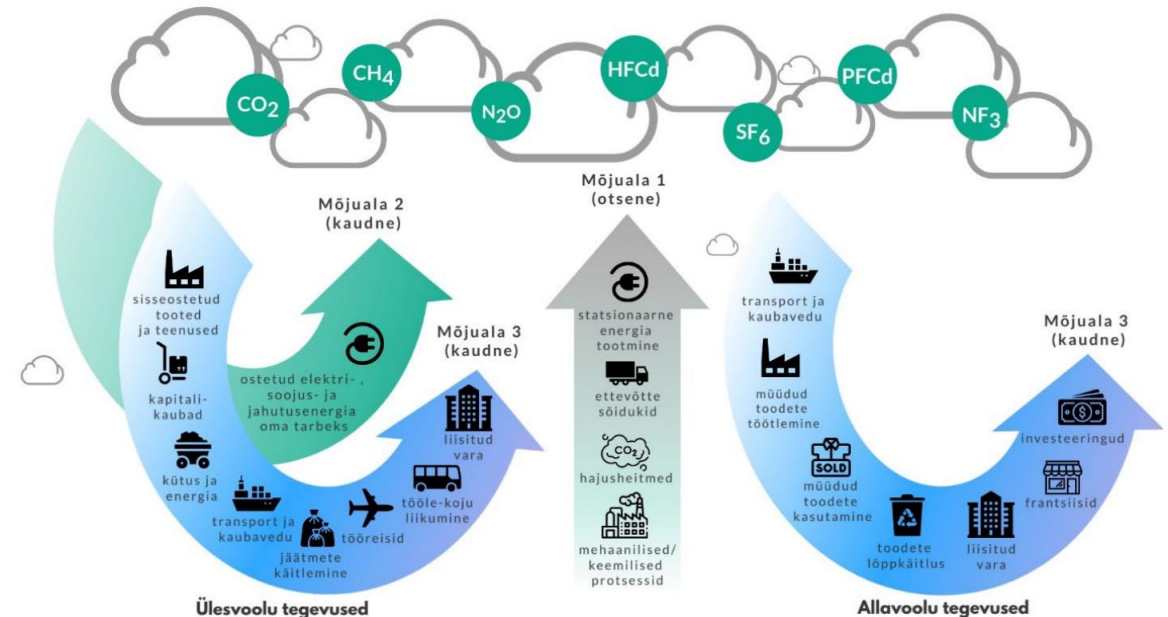 CO2
CH4
N2O
HFCd
SF6
PFCd
NF3
Mõjuala 2
(kaudne)
Mõjuala 1
(otsene)
Mõjuala 3
(kaudne)
Mõjuala 3
(kaudne)
sisseostetud
tooted
ja teenused
kapitali-
kaubad
kütus ja
energia
transport ja
kaubavedu
jäätmete
käitlemine
tööreisid
tööle-koju
liikumine
liisitud
vara
ostetud elektri- ,
soojus- ja
jahutusenergia
oma tarbeks
statsionaarne
energia
tootmine
ettevõtte
sõidukid
CO2
hajusheitmed
mehaanilised/
keemilised
protsessid
transport ja
kaubavedu
müüdud
toodete
töötlemine
SOLD
müüdud
toodete
kasutamine
toodete
lõppkäitlus
liisitud
vara
frantsiisid
$
investeeringud
Ülesvoolu tegevused
Allavoolu tegevused